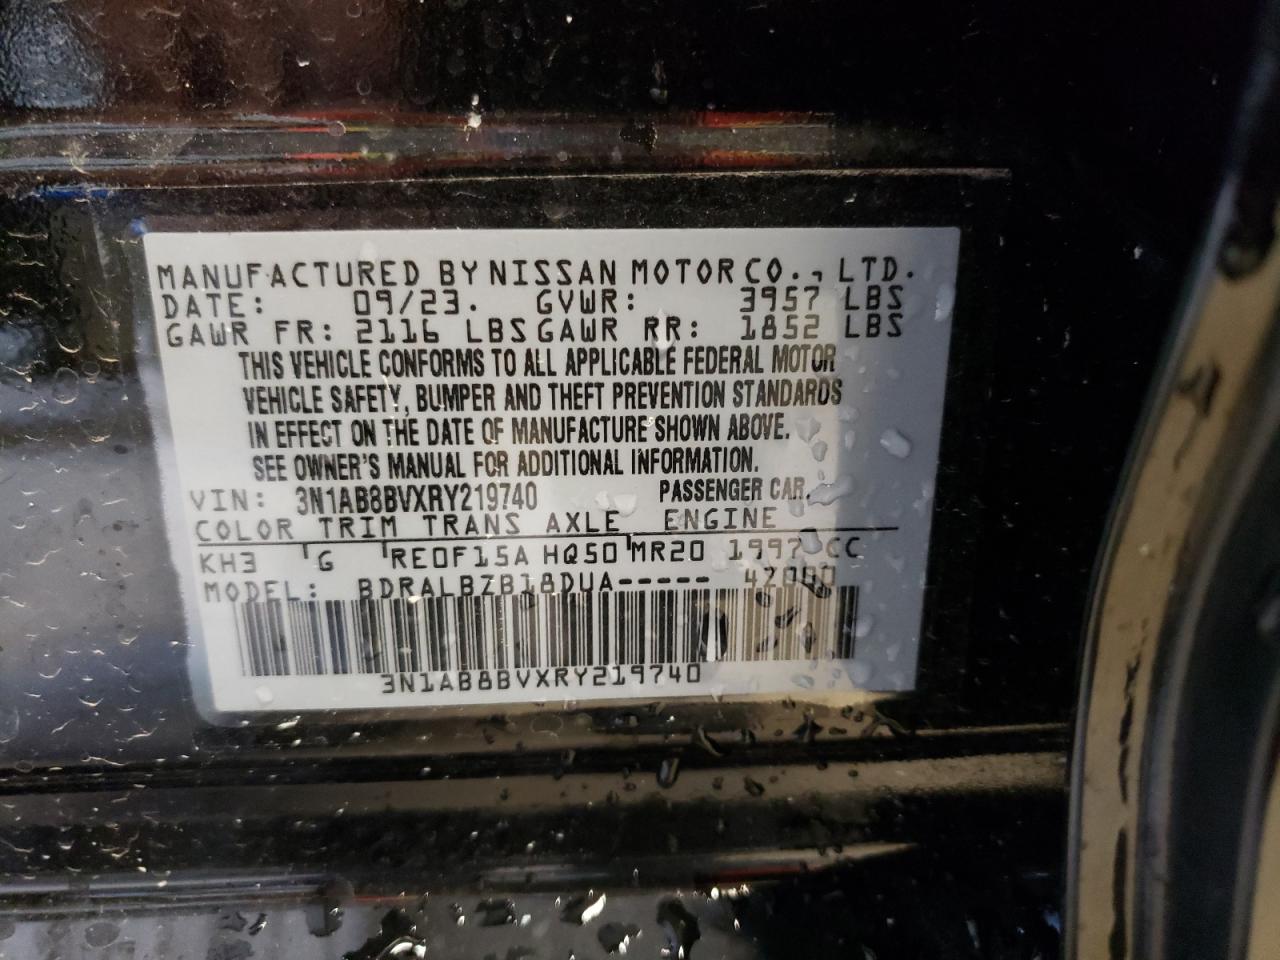 MANUFACTURED BY NISSAN MOTOR CO., LTD.
DATE: 09/23. GVWR: 3957 LBS
GAWR FR: 2116 LBS GAWR RR: 1852 LBS
THIS VEHICLE CONFORMS TO ALL APPLICABLE FEDERAL MOTOR
VEHICLE SAFETY, BUMPER AND THEFT PREVENTION STANDARDS
IN EFFECT ON THE DATE OF MANUFACTURE SHOWN ABOVE.
SEE OWNER'S MANUAL FOR ADDITIONAL INFORMATION.
VIN: 3N1AB8BVXRY219740 PASSENGER CAR.
COLOR TRIM TRANS AXLE ENGINE
KH3 G RE0F15A HQ50 MR20 1997 CC
MODEL: BDRALBZB18DUA-----
3N1AB8BVXRY219740